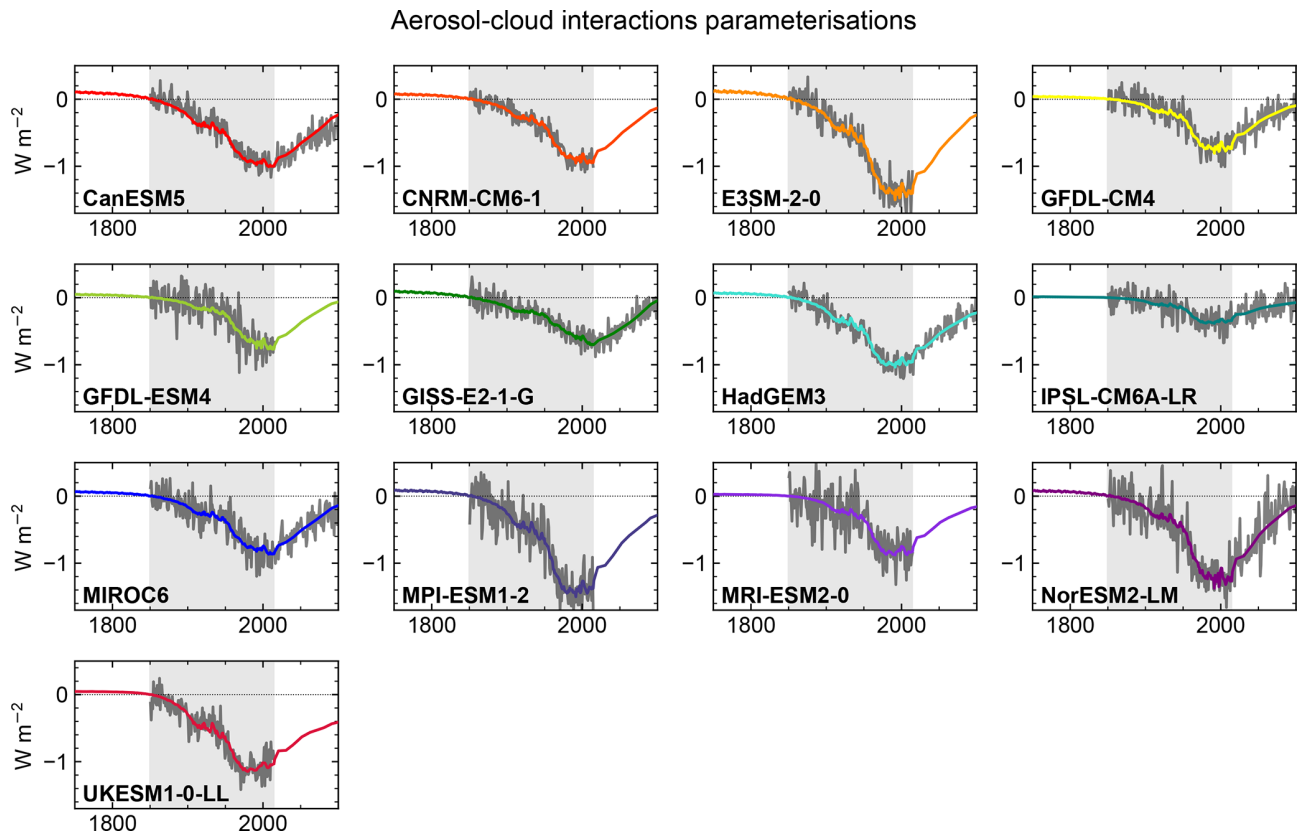 Aerosol-cloud interactions parameterisations
W m⁻²
0
−1
CanESM5
1800 2000
CNRM-CM6-1
1800 2000
E3SM-2-0
1800 2000
0
−1
GFDL-CM4
1800 2000
W m⁻²
0
−1
GFDL-ESM4
1800 2000
0
−1
GISS-E2-1-G
1800 2000
0
−1
HadGEM3
1800 2000
0
−1
IPSL-CM6A-LR
1800 2000
W m⁻²
0
−1
MIROC6
1800 2000
0
−1
MPI-ESM1-2
1800 2000
0
−1
MRI-ESM2-0
1800 2000
0
−1
NorESM2-LM
1800 2000
W m⁻²
0
−1
UKESM1-0-LL
1800 2000